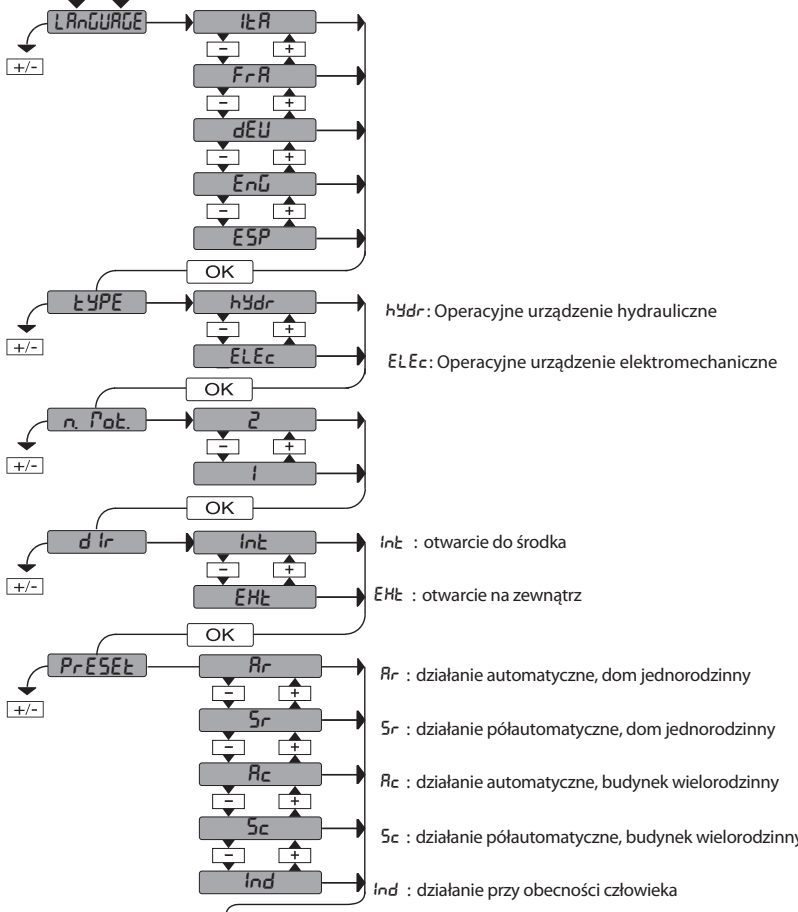 LAnGUAGE
ItA
- +
+/-
FrA
- +
dEU
- +
EnG
- +
ESP
OK
tYPE
hYdr
hYdr: Operacyjne urządzenie hydrauliczne
- +
+/-
ELEc
ELEc: Operacyjne urządzenie elektromechaniczne
OK
n. Mot.
2
- +
+/-
1
OK
dIr
Int
Int : otwarcie do środka
- +
+/-
EHt
EHt : otwarcie na zewnątrz
OK
PrESEt
Ar
Ar : działanie automatyczne, dom jednorodzinny
- +
+/-
Sr
Sr : działanie półautomatyczne, dom jednorodzinny
- +
Ac
Ac : działanie automatyczne, budynek wielorodzinny
- +
Sc
Sc : działanie półautomatyczne, budynek wielorodzinny
- +
Ind
Ind : działanie przy obecności człowieka